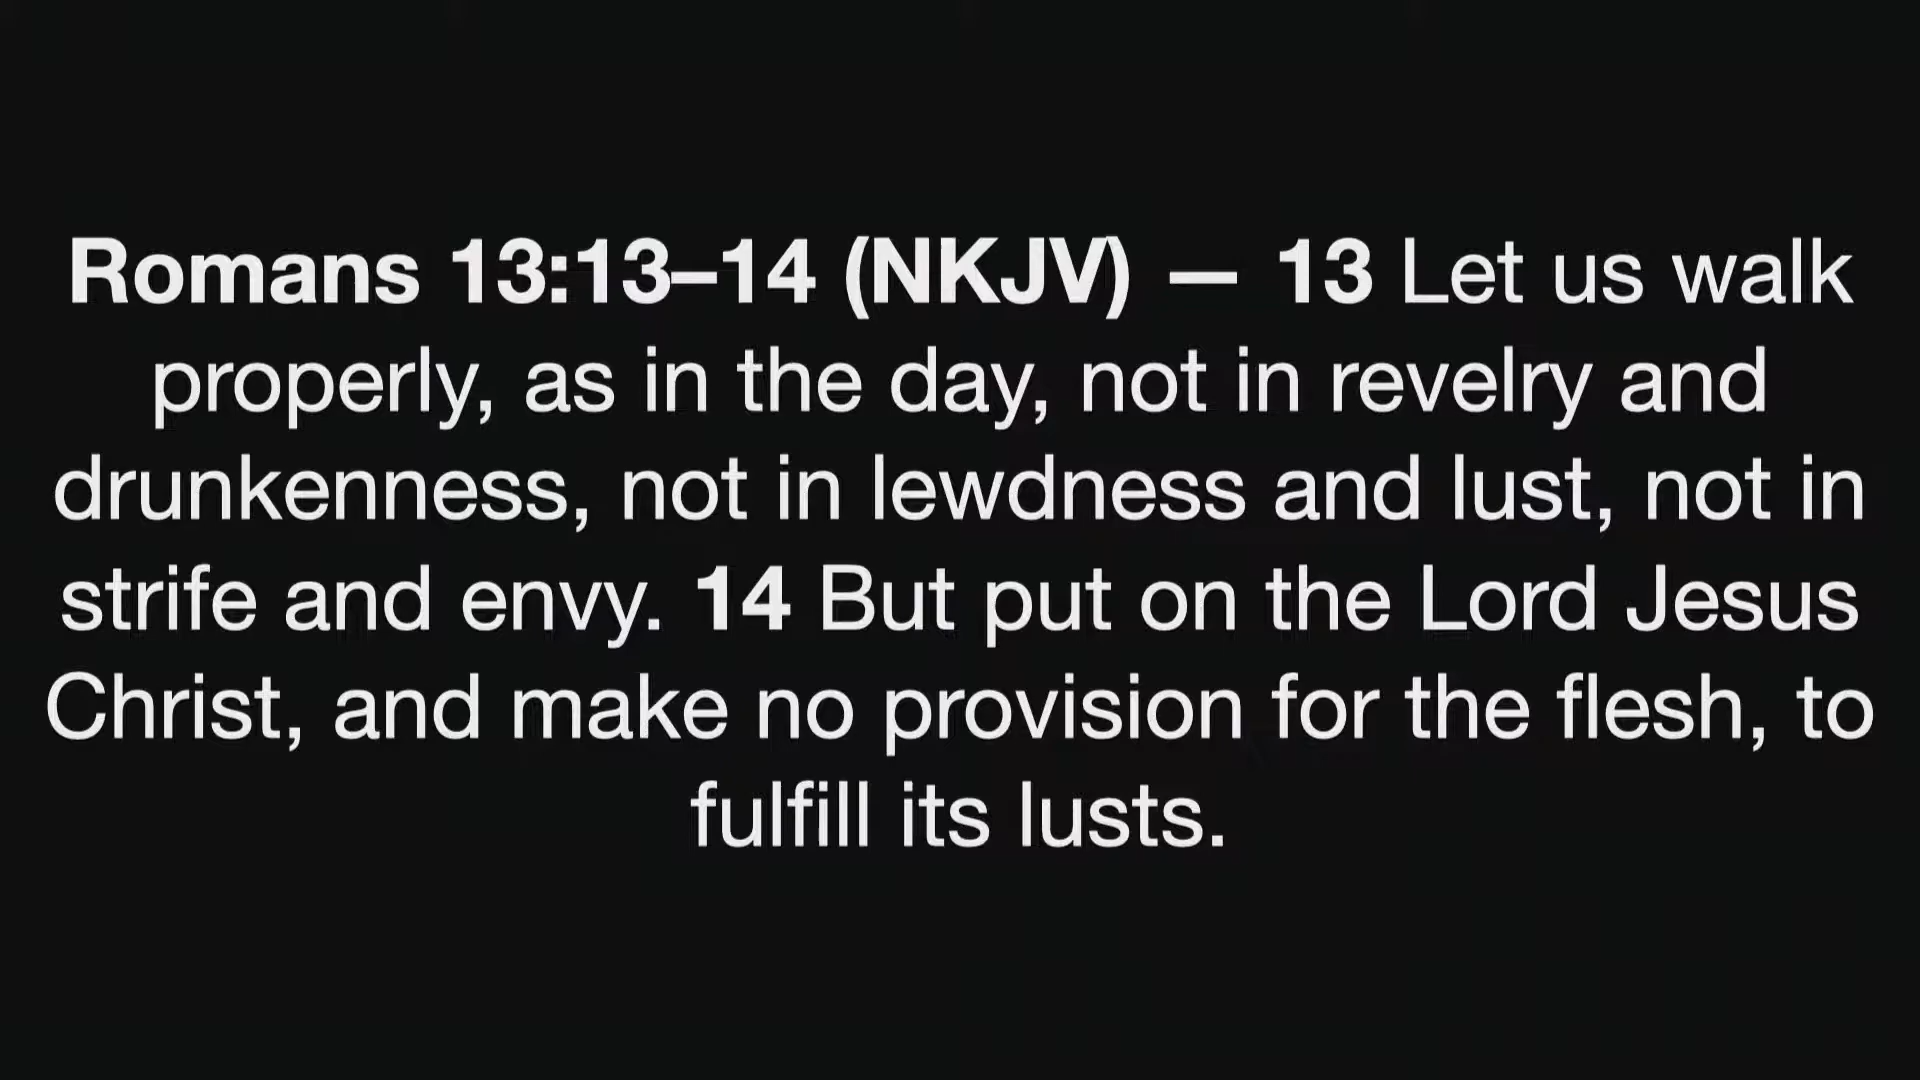 Romans 13:13–14 (NKJV) — 13 Let us walk
properly, as in the day, not in revelry and
drunkenness, not in lewdness and lust, not in
strife and envy. 14 But put on the Lord Jesus
Christ, and make no provision for the flesh, to
fulfill its lusts.